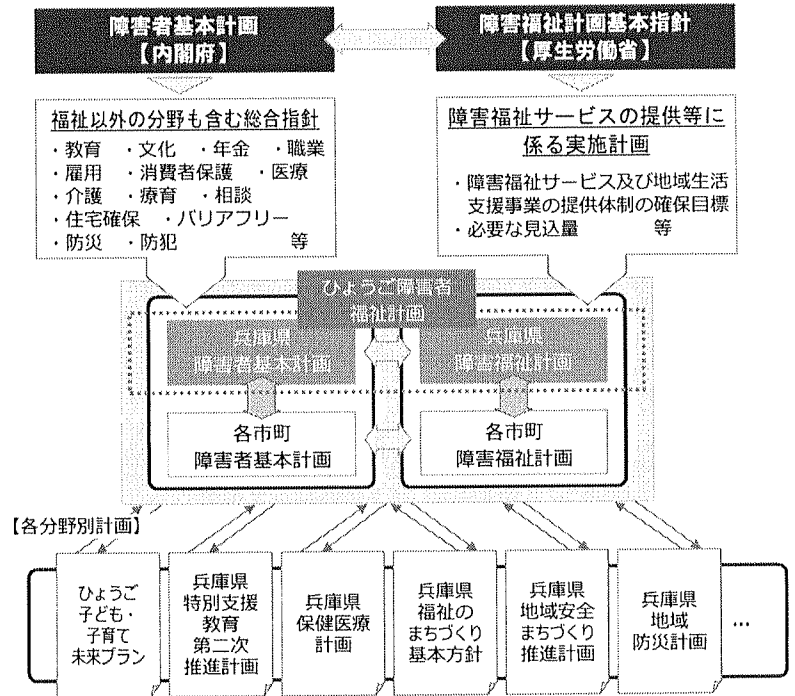 障害者基本計画
【内閣府】
障害福祉計画基本指針
【厚生労働省】
福祉以外の分野も含む総合指針
・教育 ・文化 ・年金 ・職業
・雇用 ・消費者保護 ・医療
・介護 ・療育 ・相談
・住宅確保 ・バリアフリー
・防災 ・防犯 等
障害福祉サービスの提供等に
係る実施計画
・障害福祉サービス及び地域生活
支援事業の提供体制の確保目標
・必要な見込量 等
ひょうご障害者
福祉計画
兵庫県
障害者基本計画
兵庫県
障害福祉計画
各市町
障害者基本計画
各市町
障害福祉計画
【各分野別計画】
ひょうご
子ども・
子育て
未来プラン
兵庫県
特別支援
教育
第二次
推進計画
兵庫県
保健医療
計画
兵庫県
福祉の
まちづくり
基本方針
兵庫県
地域安全
まちづくり
推進計画
兵庫県
地域
防災計画
…